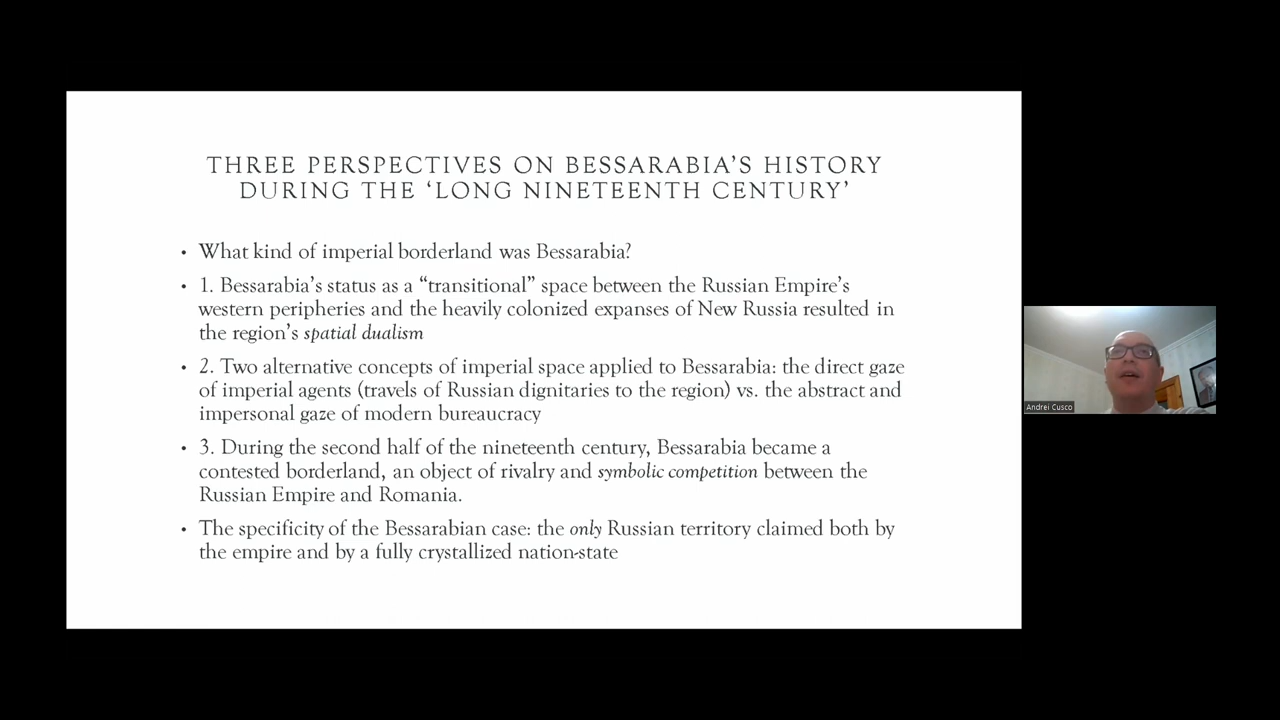 THREE PERSPECTIVES ON BESSARABIA’S HISTORY
DURING THE ‘LONG NINETEENTH CENTURY’
• What kind of imperial borderland was Bessarabia?
• 1. Bessarabia’s status as a “transitional” space between the Russian Empire’s
western peripheries and the heavily colonized expanses of New Russia resulted in
the region’s spatial dualism
• 2. Two alternative concepts of imperial space applied to Bessarabia: the direct gaze
of imperial agents (travels of Russian dignitaries to the region) vs. the abstract and
impersonal gaze of modern bureaucracy
• 3. During the second half of the nineteenth century, Bessarabia became a
contested borderland, an object of rivalry and symbolic competition between the
Russian Empire and Romania.
• The specificity of the Bessarabian case: the only Russian territory claimed both by
the empire and by a fully crystallized nation-state
Andrei Cusco